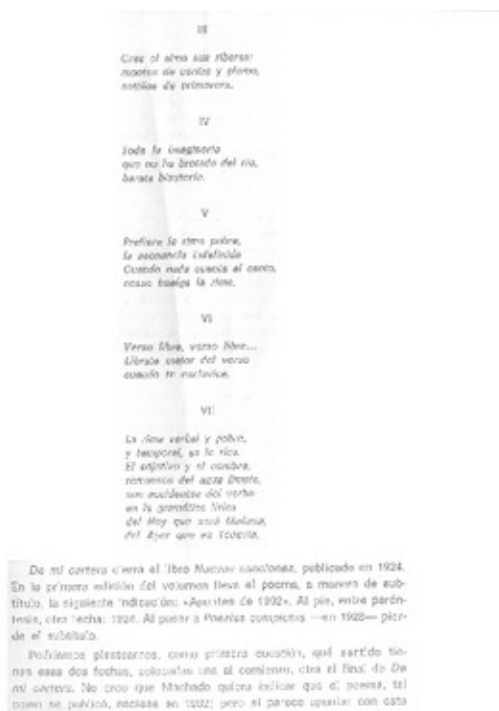 III
Crea el alma sus riberas:
montes de ceniza y plomo,
sotillos de primavera.
IV
Toda la imaginería
que no ha brotado del río,
barata bisutería.
V
Prefiere la rima pobre,
la asonancia indefinida
Cuando nada cuenta el canto,
acaso huelga la rima.
VI
Verso libre, verso libre...
Líbrate mejor del verso
cuando te esclavice.
VII
La rima verbal y pobre,
y temporal, es la rica.
El adjetivo y el nombre,
remansos del agua limpia,
son accidentes del verbo
en la gramática lírica
del Hoy que será Mañana,
del Ayer que es Todavía.
De mi cartera cierra el libro Nuevas canciones, publicado en 1924.
En la primera edición del volumen lleva el poema, a manera de sub-
título, la siguiente indicación: «Apuntes de 1902». Al pie, entre parén-
tesis, otra fecha: 1924. Al pasar a Poesías completas —en 1928— pier-
de el subtítulo.
Podríamos plantearnos, como primera cuestión, qué sentido tie-
nen esas dos fechas, colocadas una al comienzo, otra al final de De
mi cartera. No creo que Machado quiera indicar que el poema, tal
como se publicó, naciese en 1902; pero sí parece apuntar con esta